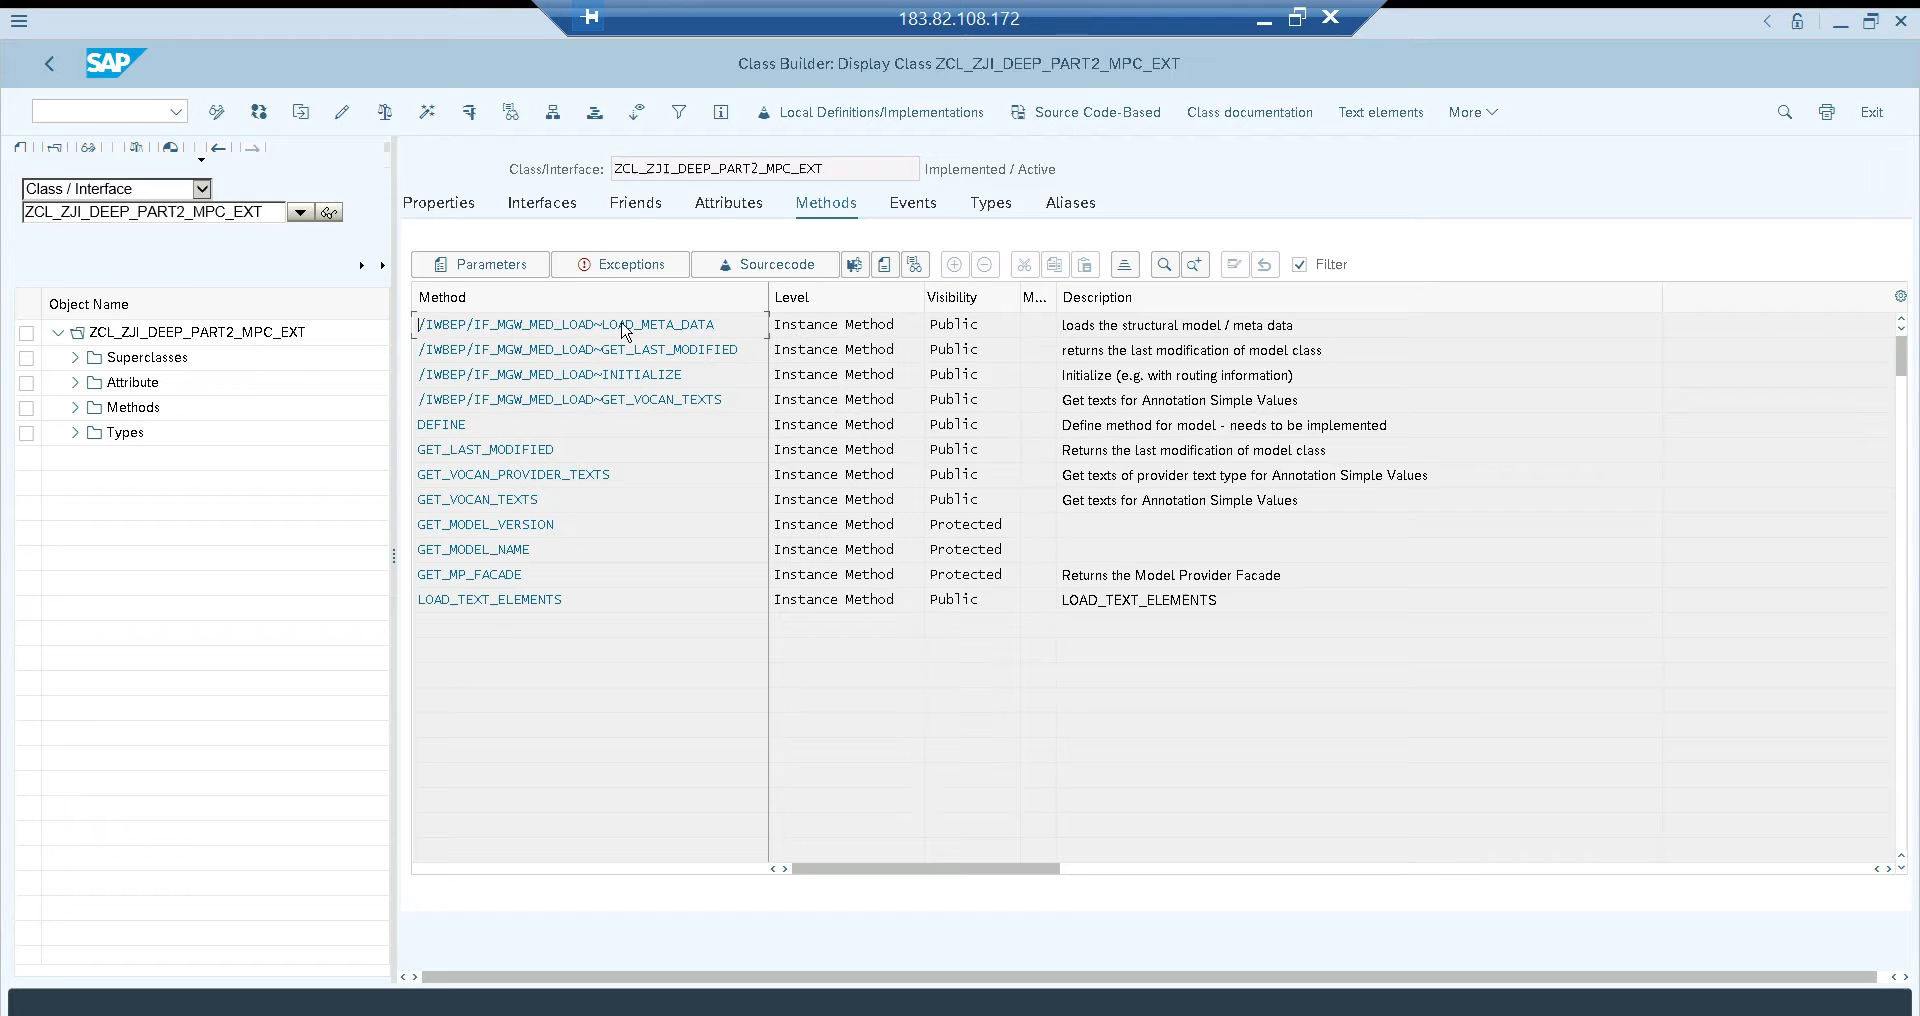 183.82.108.172
SAP
Class Builder: Display Class ZCL_ZJI_DEEP_PART2_MPC_EXT
Local Definitions/Implementations
Source Code-Based
Class documentation
Text elements
More
Exit
Class / Interface
ZCL_ZJI_DEEP_PART2_MPC_EXT
Object Name
ZCL_ZJI_DEEP_PART2_MPC_EXT
Superclasses
Attribute
Methods
Types
Class/Interface: ZCL_ZJI_DEEP_PART2_MPC_EXT Implemented / Active
Properties Interfaces Friends Attributes Methods Events Types Aliases
Parameters Exceptions Sourcecode Filter
Method Level Visibility M... Description
/IWBEP/IF_MGW_MED_LOAD~LOAD_META_DATA Instance Method Public loads the structural model / meta data
/IWBEP/IF_MGW_MED_LOAD~GET_LAST_MODIFIED Instance Method Public returns the last modification of model class
/IWBEP/IF_MGW_MED_LOAD~INITIALIZE Instance Method Public Initialize (e.g. with routing information)
/IWBEP/IF_MGW_MED_LOAD~GET_VOCAN_TEXTS Instance Method Public Get texts for Annotation Simple Values
DEFINE Instance Method Public Define method for model - needs to be implemented
GET_LAST_MODIFIED Instance Method Public Returns the last modification of model class
GET_VOCAN_PROVIDER_TEXTS Instance Method Public Get texts of provider text type for Annotation Simple Values
GET_VOCAN_TEXTS Instance Method Public Get texts for Annotation Simple Values
GET_MODEL_VERSION Instance Method Protected
GET_MODEL_NAME Instance Method Protected
GET_MP_FACADE Instance Method Protected Returns the Model Provider Facade
LOAD_TEXT_ELEMENTS Instance Method Public LOAD_TEXT_ELEMENTS